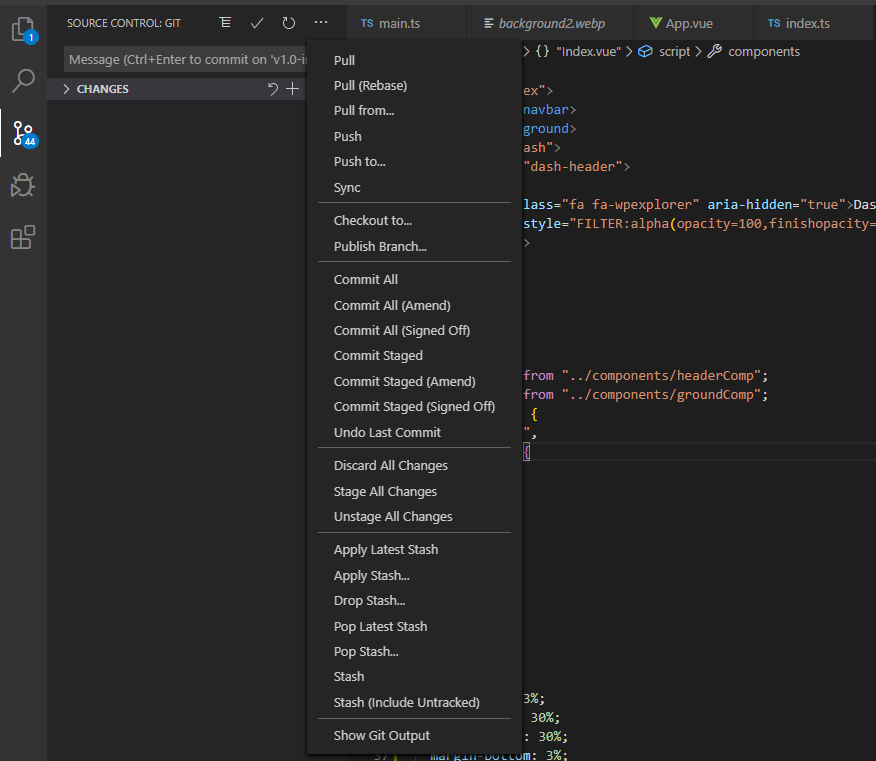 SOURCE CONTROL: GIT
TS main.ts
background2.webp
App.vue
TS index.ts
1
44
Message (Ctrl+Enter to commit on 'v1.0-i
CHANGES
{} "Index.vue" > script > components
Pull
Pull (Rebase)
Pull from...
Push
Push to...
Sync
Checkout to...
Publish Branch...
Commit All
Commit All (Amend)
Commit All (Signed Off)
Commit Staged
Commit Staged (Amend)
Commit Staged (Signed Off)
Undo Last Commit
Discard All Changes
Stage All Changes
Unstage All Changes
Apply Latest Stash
Apply Stash...
Drop Stash...
Pop Latest Stash
Pop Stash...
Stash
Stash (Include Untracked)
Show Git Output
ex">
navbar>
ground>
ash">
"dash-header">
lass="fa fa-wpexplorer" aria-hidden="true">Das
style="FILTER:alpha(opacity=100,finishopacity=
>
from "../components/headerComp";
from "../components/groundComp";
{
",
{
3%;
30%;
: 30%;
margin-bottom: 3%;